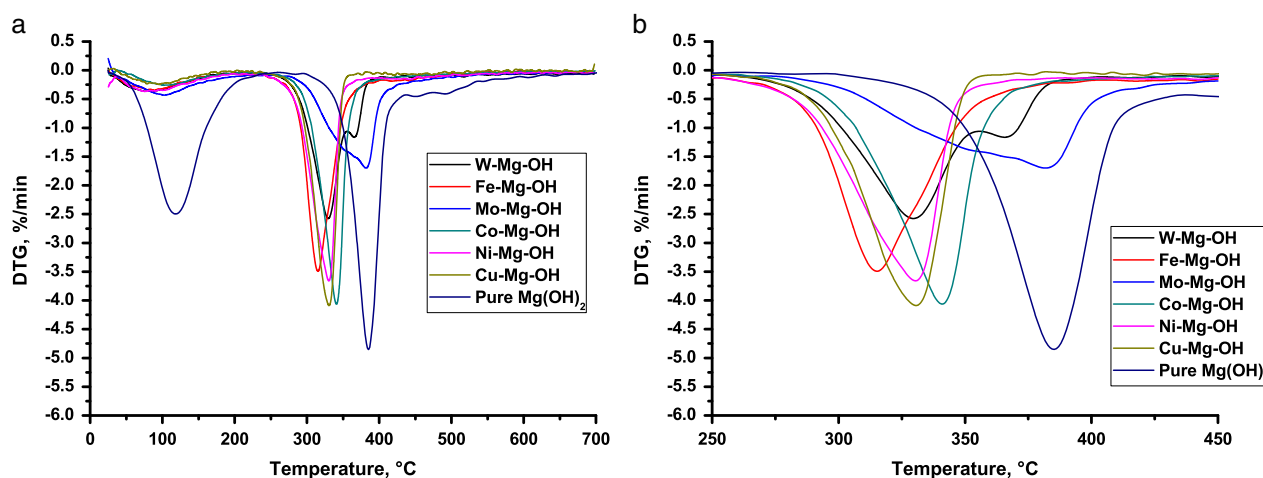 a
0.5
0.0
-0.5
-1.0
-1.5
-2.0
-2.5
-3.0
-3.5
-4.0
-4.5
-5.0
-5.5
-6.0
DTG, %/min
W-Mg-OH
Fe-Mg-OH
Mo-Mg-OH
Co-Mg-OH
Ni-Mg-OH
Cu-Mg-OH
Pure Mg(OH)₂
0 100 200 300 400 500 600 700
Temperature, °C
b
0.5
0.0
-0.5
-1.0
-1.5
-2.0
-2.5
-3.0
-3.5
-4.0
-4.5
-5.0
-5.5
-6.0
DTG, %/min
W-Mg-OH
Fe-Mg-OH
Mo-Mg-OH
Co-Mg-OH
Ni-Mg-OH
Cu-Mg-OH
Pure Mg(OH)
250 300 350 400 450
Temperature, °C